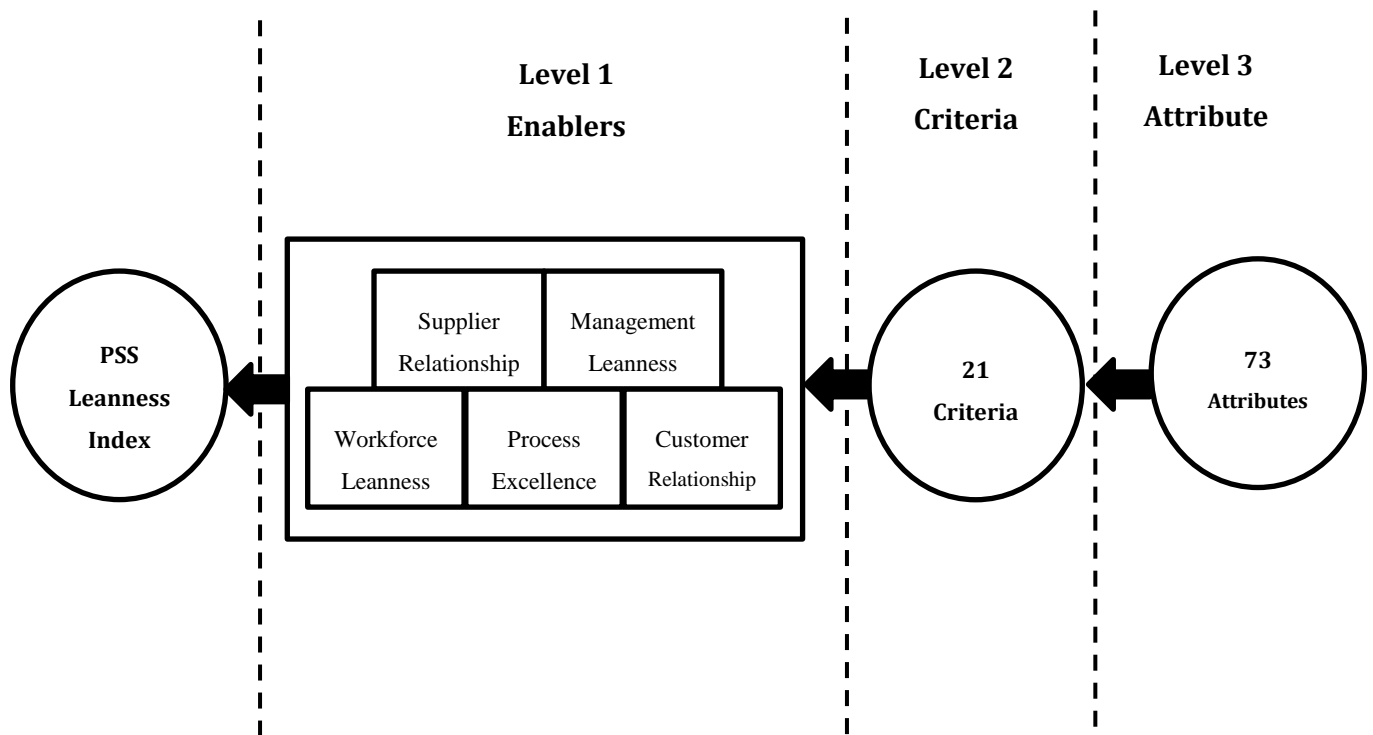 Level 1
Enablers
Level 2
Criteria
Level 3
Attribute
PSS
Leanness
Index
Supplier
Relationship
Management
Leanness
Workforce
Leanness
Process
Excellence
Customer
Relationship
21
Criteria
73
Attributes